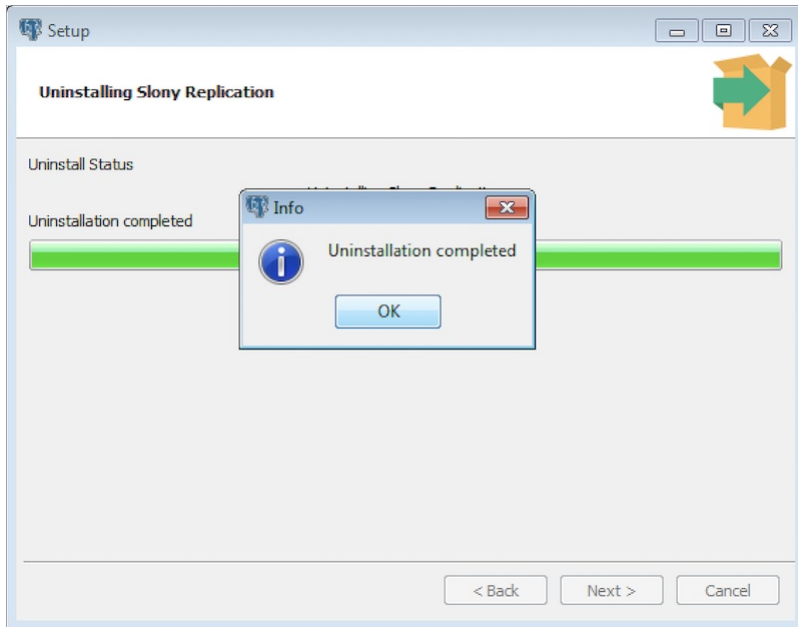 Setup
Uninstalling Slony Replication
Uninstall Status
Uninstallation completed
Info
Uninstallation completed
OK
< Back
Next >
Cancel